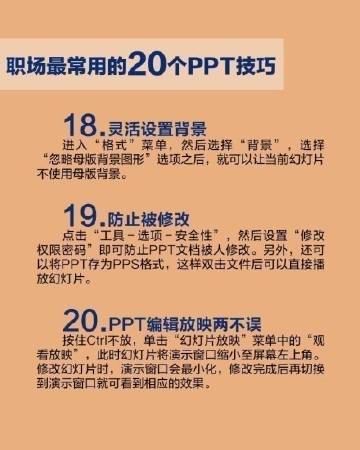 职场最常用的20个PPT技巧
18.灵活设置背景
进入“格式”菜单，然后选择“背景”，选择
“忽略母版背景图形”选项之后，就可以让当前幻灯片
不使用母版背景。
19.防止被修改
点击“工具－选项－安全性”，然后设置“修改
权限密码”即可防止PPT文档被人修改。另外，还可
以将PPT存为PPS格式，这样双击文件后可以直接播
放幻灯片。
20.PPT编辑放映两不误
按住Ctrl不放，单击“幻灯片放映”菜单中的“观
看放映”，此时幻灯片将演示窗口缩小至屏幕左上角。
修改幻灯片时，演示窗口会最小化，修改完成后再切换
到演示窗口就可看到相应的效果。